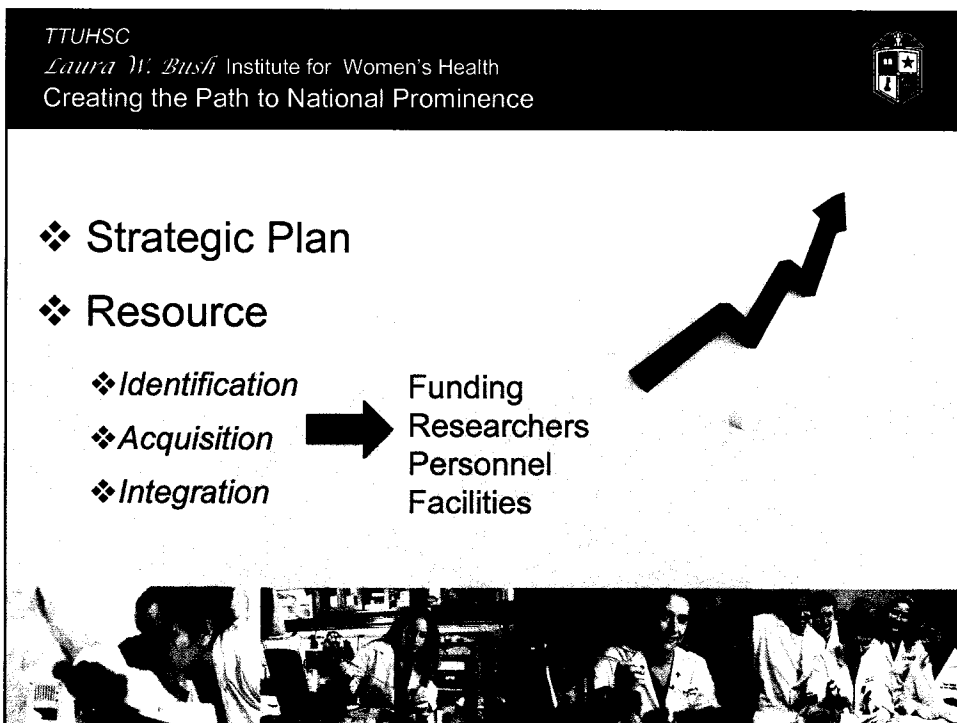 TTUHSC
Laura W. Bush Institute for Women's Health
Creating the Path to National Prominence
❖ Strategic Plan
❖ Resource
❖Identification
❖Acquisition
❖Integration
Funding
Researchers
Personnel
Facilities